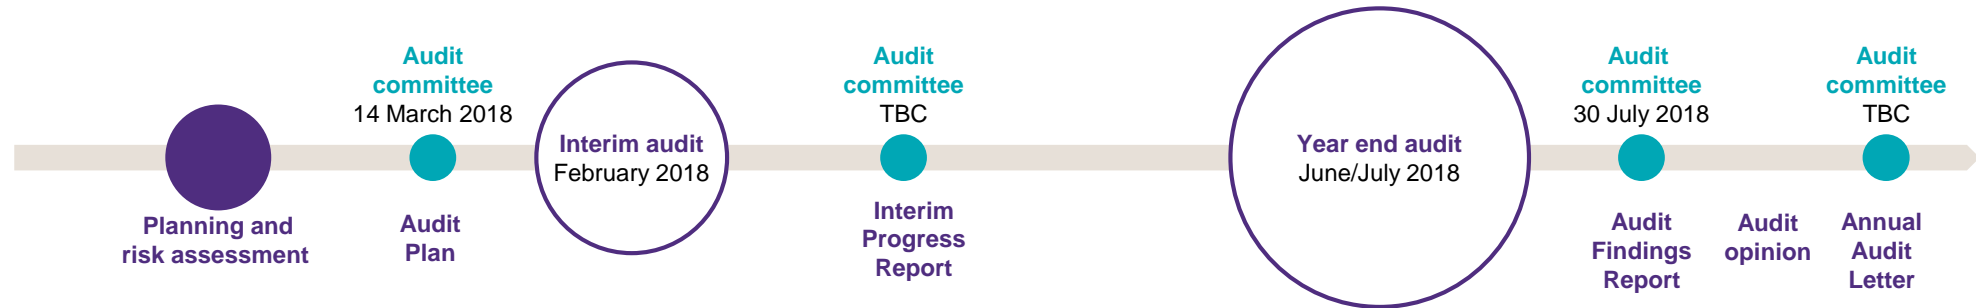 Planning and
risk assessment
Audit
committee
14 March 2018
Audit
Plan
Interim audit
February 2018
Audit
committee
TBC
Interim
Progress
Report
Year end audit
June/July 2018
Audit
committee
30 July 2018
Audit
Findings
Report
Audit
opinion
Audit
committee
TBC
Annual
Audit
Letter